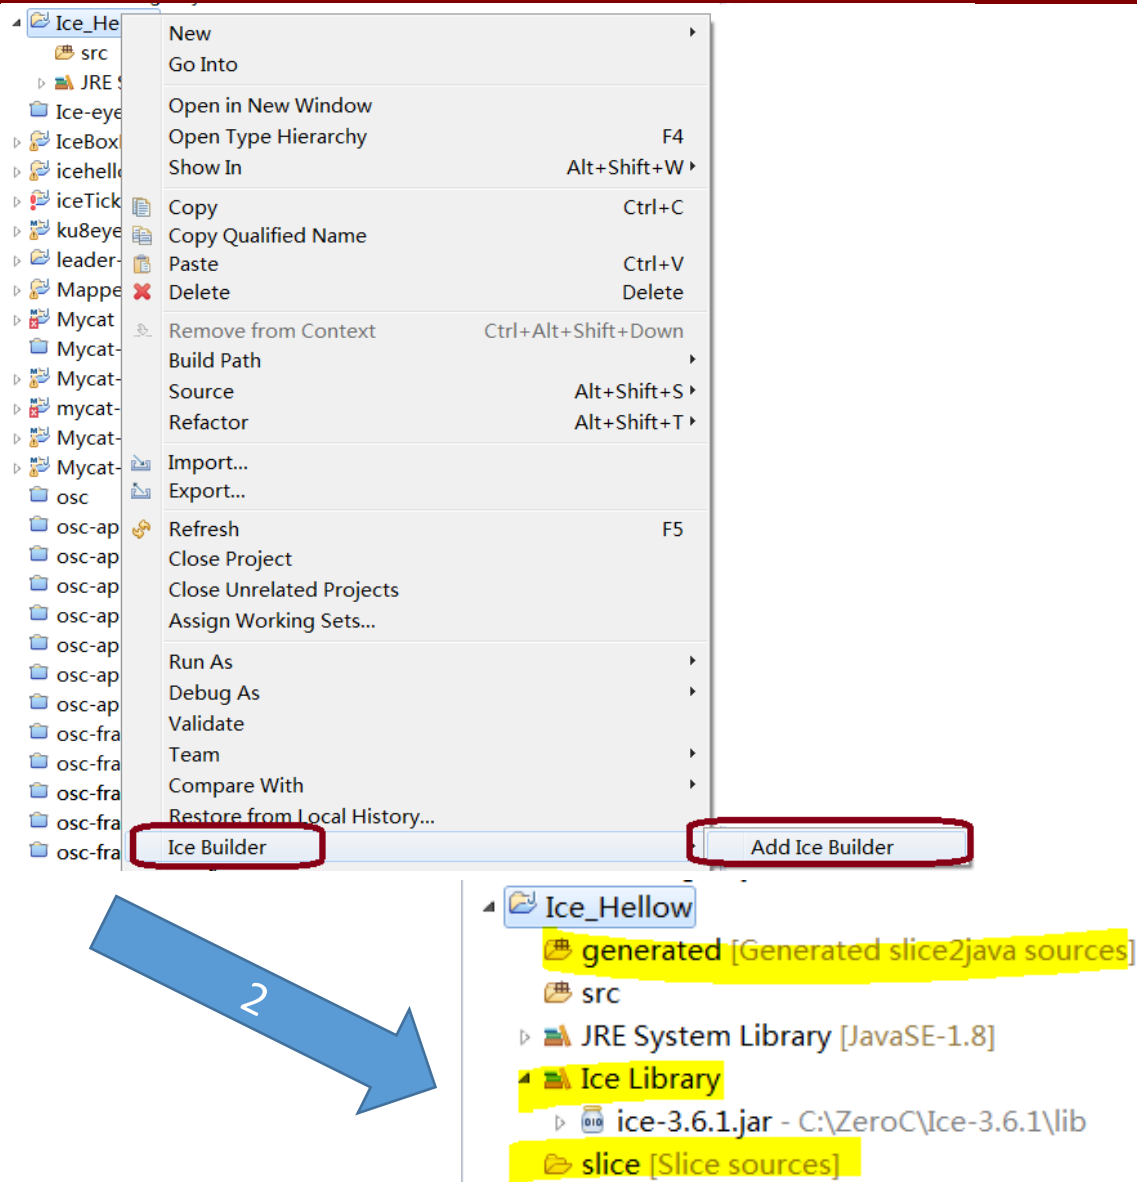 Ice_He
src
JRE S
Ice-eye
IceBox
icehello
iceTick
ku8eye
leader-
Mappe
Mycat
Mycat-
Mycat-
mycat-
Mycat-
Mycat-
osc
osc-ap
osc-ap
osc-ap
osc-ap
osc-ap
osc-ap
osc-ap
osc-fra
osc-fra
osc-fra
osc-fra
osc-fra
New
Go Into
Open in New Window
Open Type Hierarchy F4
Show In Alt+Shift+W
Copy Ctrl+C
Copy Qualified Name
Paste Ctrl+V
Delete Delete
Remove from Context Ctrl+Alt+Shift+Down
Build Path
Source Alt+Shift+S
Refactor Alt+Shift+T
Import...
Export...
Refresh F5
Close Project
Close Unrelated Projects
Assign Working Sets...
Run As
Debug As
Validate
Team
Compare With
Restore from Local History...
Ice Builder
Add Ice Builder
2
Ice_Hellow
generated [Generated slice2java sources]
src
JRE System Library [JavaSE-1.8]
Ice Library
ice-3.6.1.jar - C:\ZeroC\Ice-3.6.1\lib
slice [Slice sources]